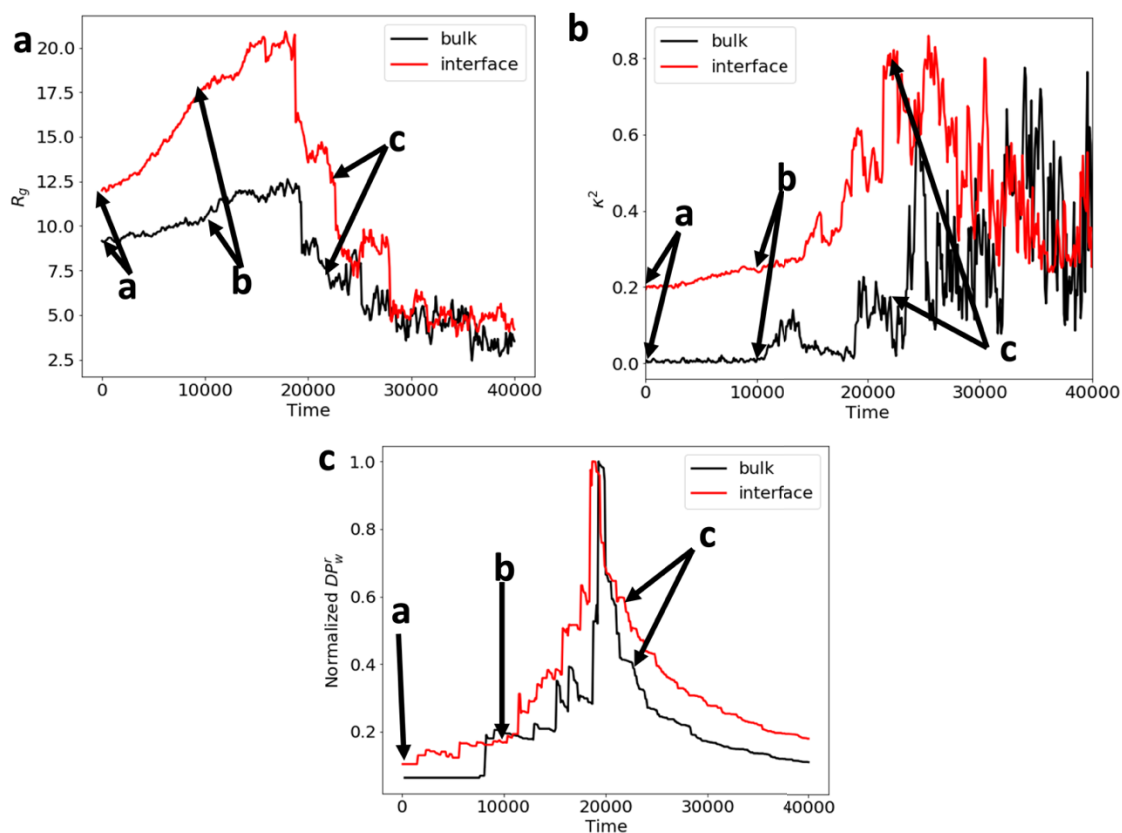 a
20.0
17.5
15.0
12.5
10.0
7.5
5.0
2.5
R_g
bulk
interface
a
b
c
0 10000 20000 30000 40000
Time
b
κ²
0.8
0.6
0.4
0.2
0.0
bulk
interface
a
b
c
0 10000 20000 30000 40000
Time
c
Normalized DP_w^r
1.0
0.8
0.6
0.4
0.2
bulk
interface
a
b
c
0 10000 20000 30000 40000
Time